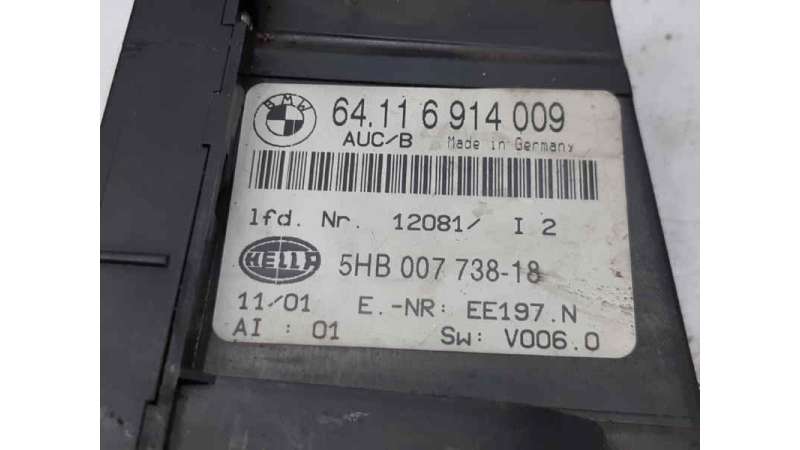 BMW
64.11 6 914 009
AUC/B Made in Germany
lfd. Nr. 12081/ I 2
HELLA 5HB 007 738-18
11/01 E.-NR: EE197.N
AI : 01 Sw: V006.0